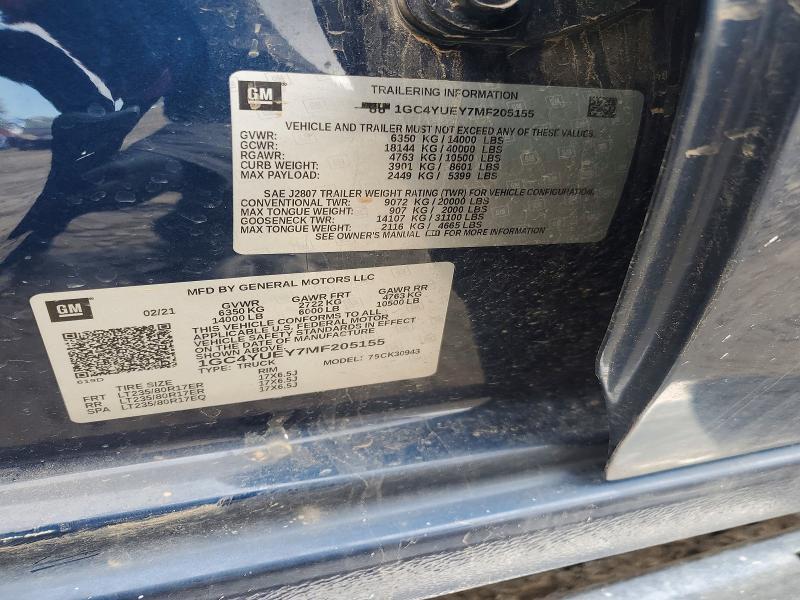 GM
TRAILERING INFORMATION
1GC4YUEY7MF205155
VEHICLE AND TRAILER MUST NOT EXCEED ANY OF THESE VALUES.
GVWR: 6350 KG / 14000 LBS
GCWR: 18144 KG / 40000 LBS
RGAWR: 4763 KG / 10500 LBS
CURB WEIGHT: 3901 KG / 8601 LBS
MAX PAYLOAD: 2449 KG / 5399 LBS
SAE J2807 TRAILER WEIGHT RATING (TWR) FOR VEHICLE CONFIGURATION.
CONVENTIONAL TWR: 9072 KG / 20000 LBS
MAX TONGUE WEIGHT: 907 KG / 2000 LBS
GOOSENECK TWR: 14107 KG / 31100 LBS
MAX TONGUE WEIGHT: 2116 KG / 4665 LBS
SEE OWNER'S MANUAL FOR MORE INFORMATION
GM
02/21
MFD BY GENERAL MOTORS LLC
GVWR GAWR FRT GAWR RR
6350 KG 2722 KG 4763 KG
14000 LB 6000 LB 10500 LB
THIS VEHICLE CONFORMS TO ALL
APPLICABLE U.S. FEDERAL MOTOR
VEHICLE SAFETY STANDARDS IN EFFECT
ON THE DATE OF MANUFACTURE
SHOWN ABOVE.
1GC4YUEY7MF205155
TYPE: TRUCK MODEL: 75CK30943
619D
TIRE SIZE RIM
FRT LT235/80R17ER 17X6.5J
RR LT235/80R17ER 17X6.5J
SPA LT235/80R17EQ 17X6.5J